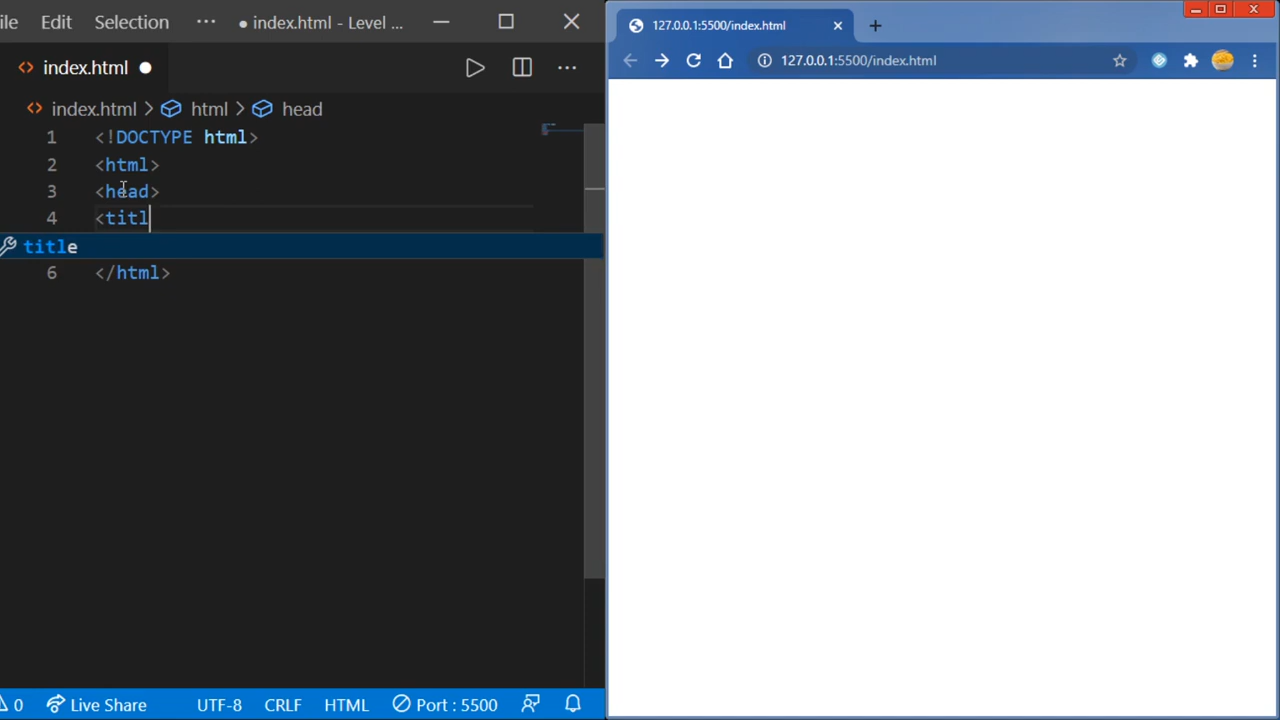 ile Edit Selection ··· ● index.html - Level ...
index.html
index.html > html > head
1 <!DOCTYPE html>
2 <html>
3 <head>
4 <titl
title
6 </html>
0 Live Share UTF-8 CRLF HTML Port : 5500
127.0.0.1:5500/index.html
127.0.0.1:5500/index.html